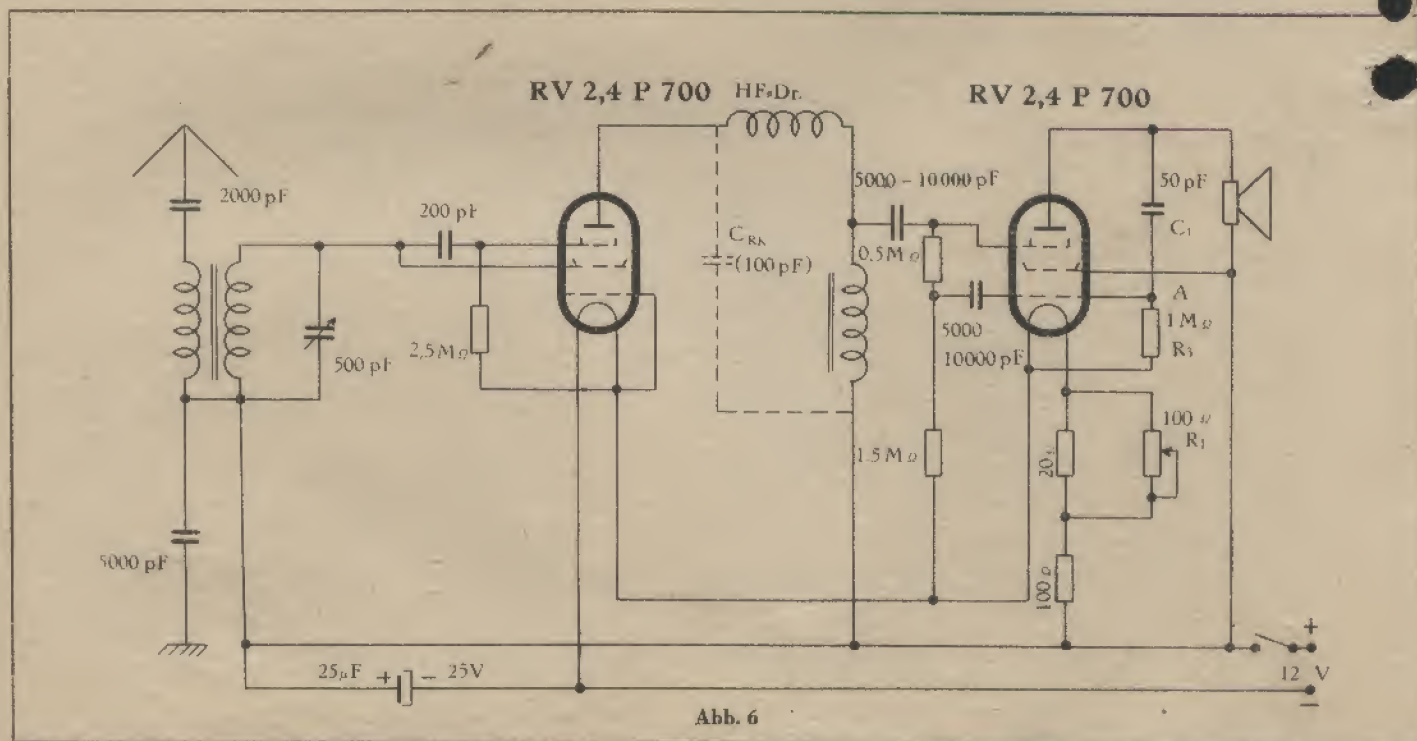 RV 2,4 P 700
HF-Dr.
RV 2,4 P 700
2000 pF
200 pF
5000 - 10000 pF
50 pF
C1
CRK
(100 pF)
0,5 MΩ
A
1 MΩ
R3
500 pF
2,5 MΩ
5000
10000 pF
100 Ω
R1
1.5 MΩ
20 Ω
5000 pF
100 Ω
25µF + - 25V
+
12 V
-
Abb. 6